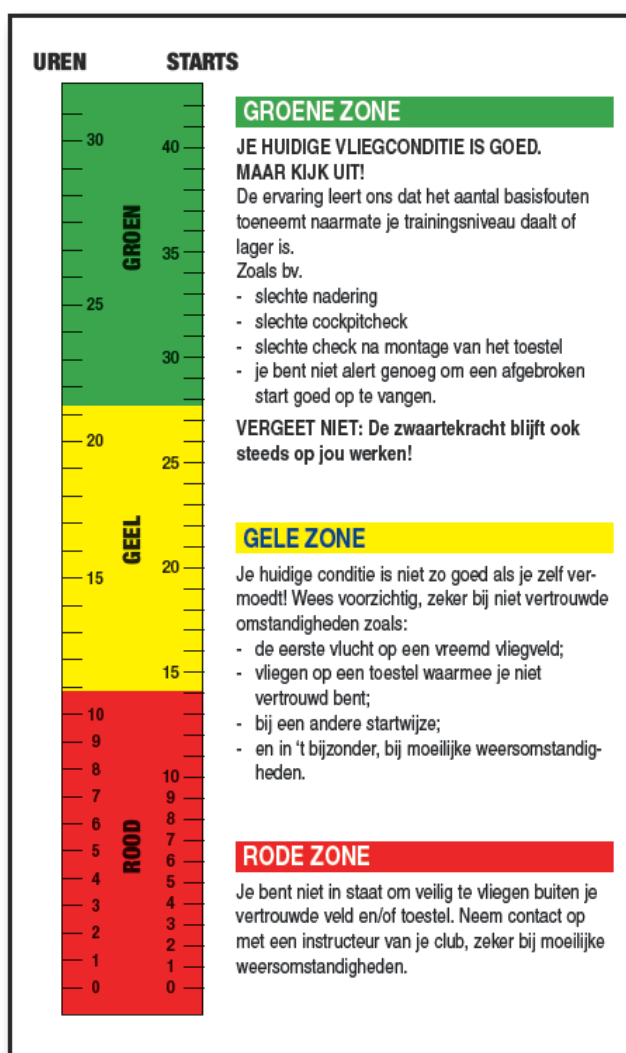 UREN STARTS
GROEN
30
25
40
35
30
GEEL
20
15
25
20
15
ROOD
10
9
8
7
6
5
4
3
2
1
0
10
9
8
7
6
5
4
3
2
1
0
GROENE ZONE
JE HUIDIGE VLIEGCONDITIE IS GOED.
MAAR KIJK UIT!
De ervaring leert ons dat het aantal basisfouten
toeneemt naarmate je trainingsniveau daalt of
lager is.
Zoals bv.
- slechte nadering
- slechte cockpitcheck
- slechte check na montage van het toestel
- je bent niet alert genoeg om een afgebroken
start goed op te vangen.
VERGEET NIET: De zwaartekracht blijft ook
steeds op jou werken!
GELE ZONE
Je huidige conditie is niet zo goed als je zelf ver-
moedt! Wees voorzichtig, zeker bij niet vertrouwde
omstandigheden zoals:
- de eerste vlucht op een vreemd vliegveld;
- vliegen op een toestel waarmee je niet
vertrouwd bent;
- bij een andere startwijze;
- en in ‘t bijzonder, bij moeilijke weersomstandig-
heden.
RODE ZONE
Je bent niet in staat om veilig te vliegen buiten je
vertrouwde veld en/of toestel. Neem contact op
met een instructeur van je club, zeker bij moeilijke
weersomstandigheden.